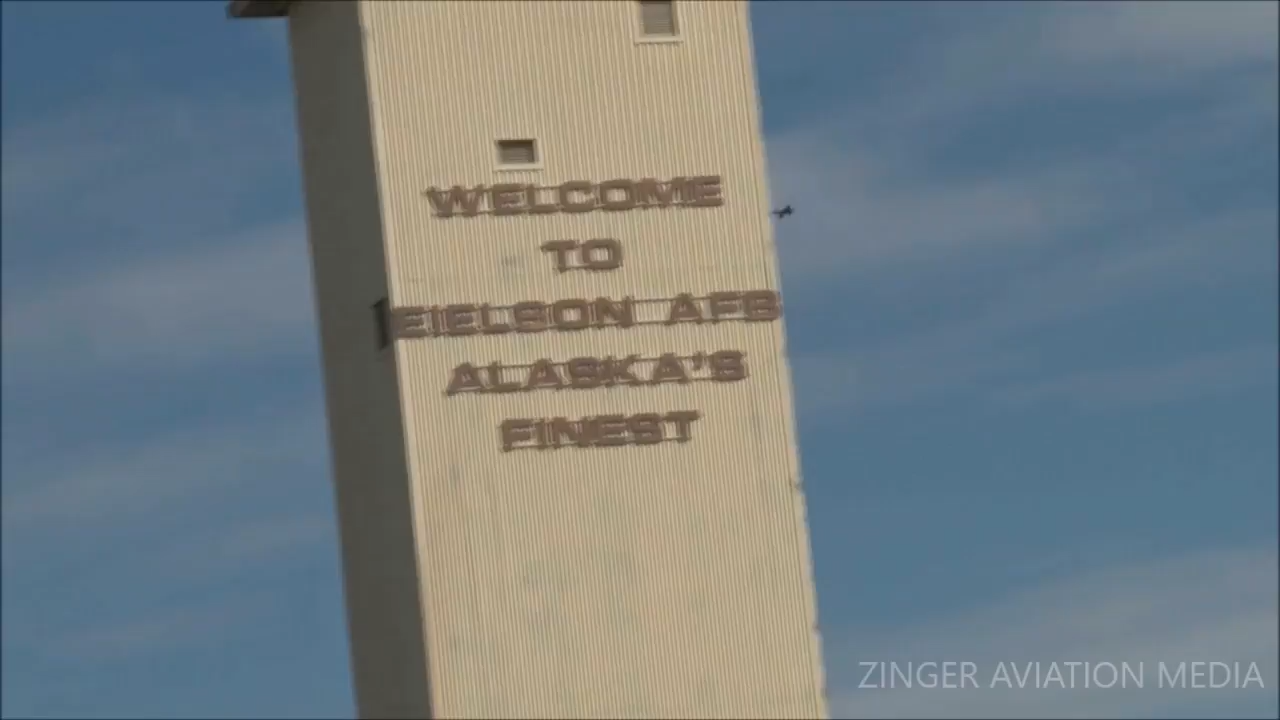 WELCOME
TO
EIELSON AFB
ALASKA'S
FINEST
ZINGER AVIATION MEDIA